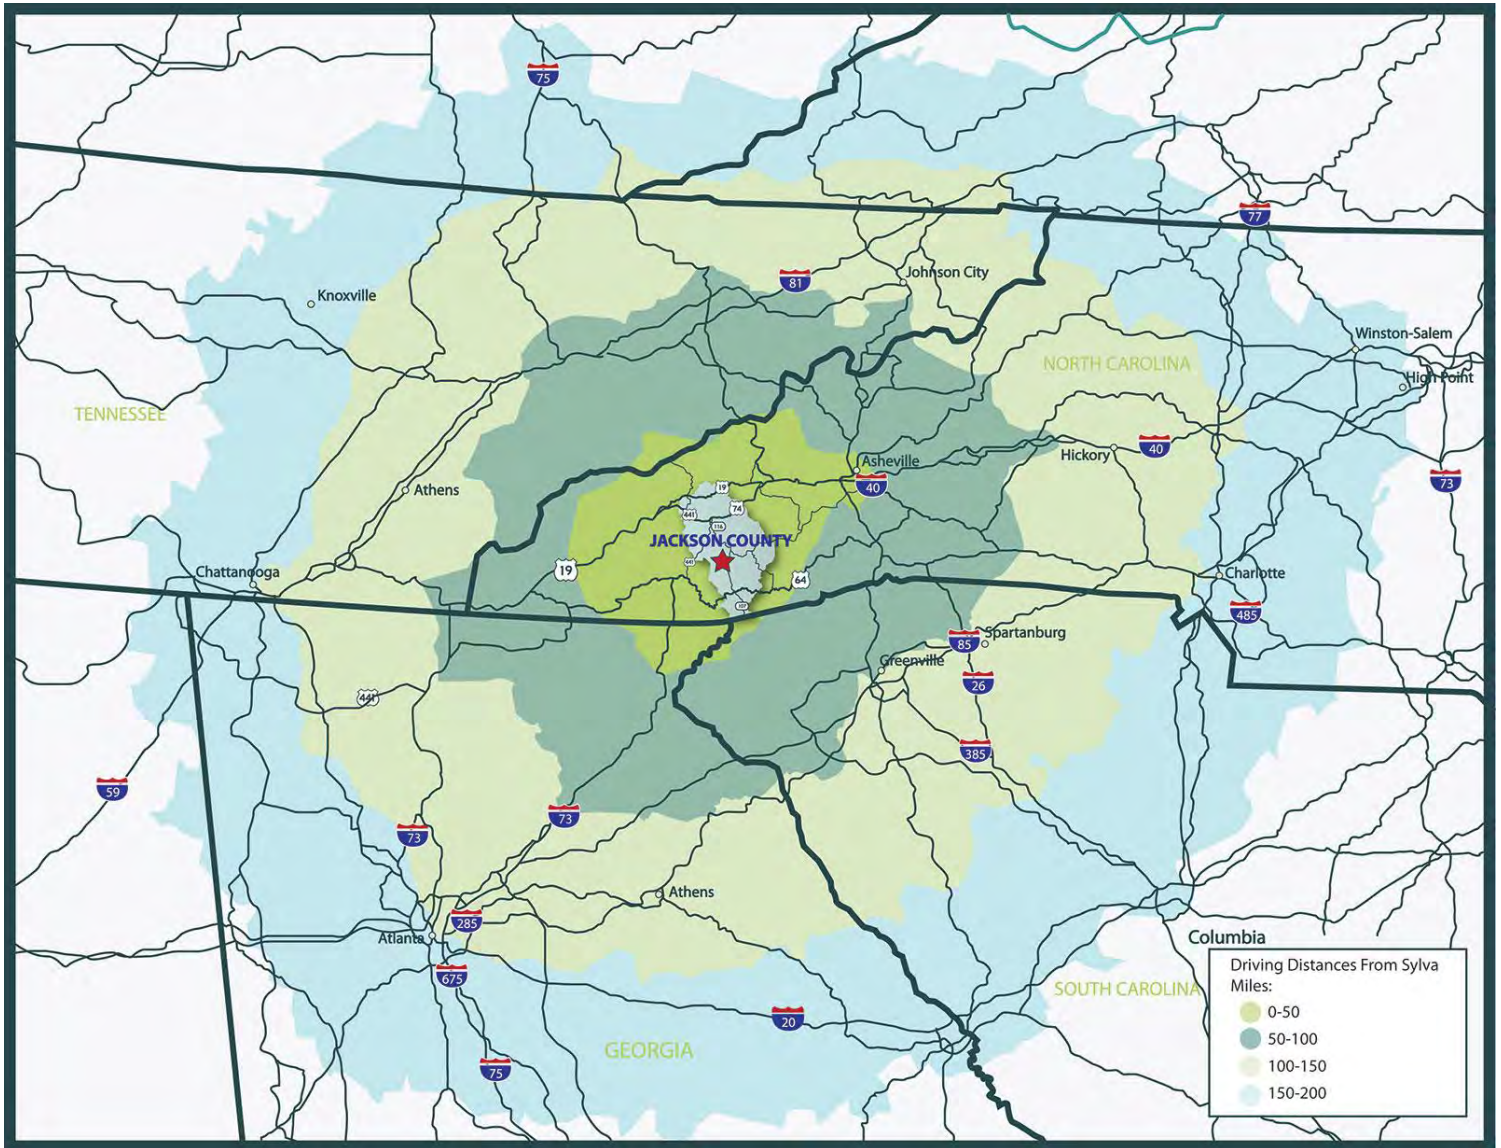 75
77
81
Johnson City
Knoxville
Winston-Salem
NORTH CAROLINA
High Point
TENNESSEE
Hickory
40
Asheville
40
73
Athens
19
441
74
116
JACKSON COUNTY
441
19
64
107
Chattanooga
Charlotte
485
85
Spartanburg
Greenville
26
441
385
59
73
73
Athens
285
Atlanta
675
Columbia
SOUTH CAROLINA
20
GEORGIA
75
Driving Distances From Sylva
Miles:
0-50
50-100
100-150
150-200